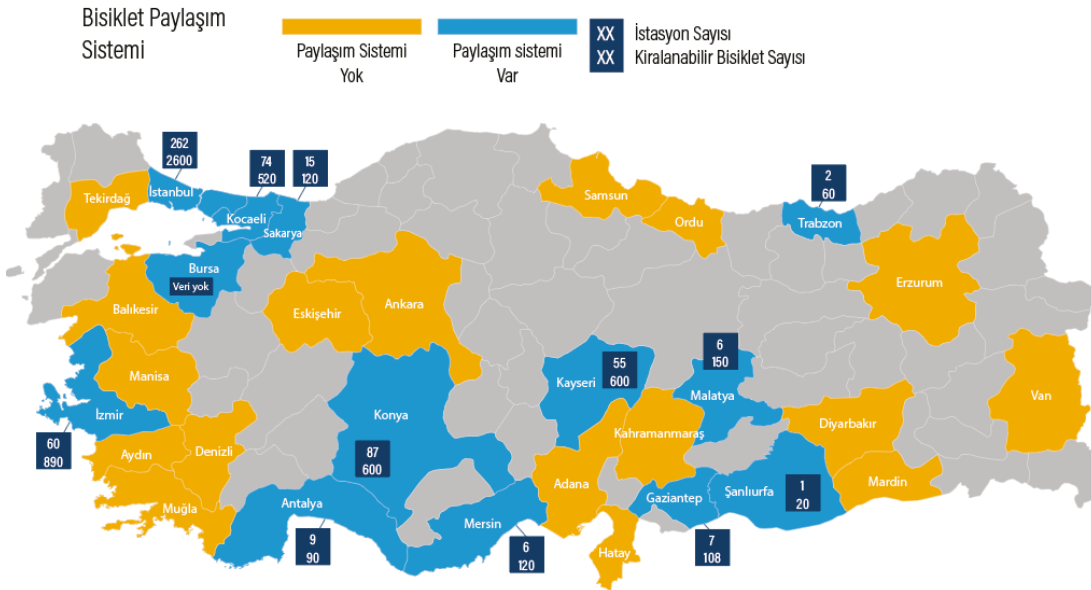 Bisiklet Paylaşım
Sistemi
Paylaşım Sistemi
Yok
Paylaşım sistemi
Var
XX İstasyon Sayısı
XX Kiralanabilir Bisiklet Sayısı
262
2600
74
520
15
120
2
60
Tekirdağ
İstanbul
Kocaeli
Sakarya
Samsun
Ordu
Trabzon
Bursa
Veri yok
Balıkesir
Eskişehir
Ankara
Erzurum
Manisa
Kayseri
55
600
6
150
Malatya
Van
İzmir
60
890
Konya
87
600
Kahramanmaraş
Diyarbakır
Aydın
Denizli
Adana
Mardin
Muğla
Antalya
9
90
Mersin
6
120
Gaziantep
7
108
Şanlıurfa
1
20
Hatay